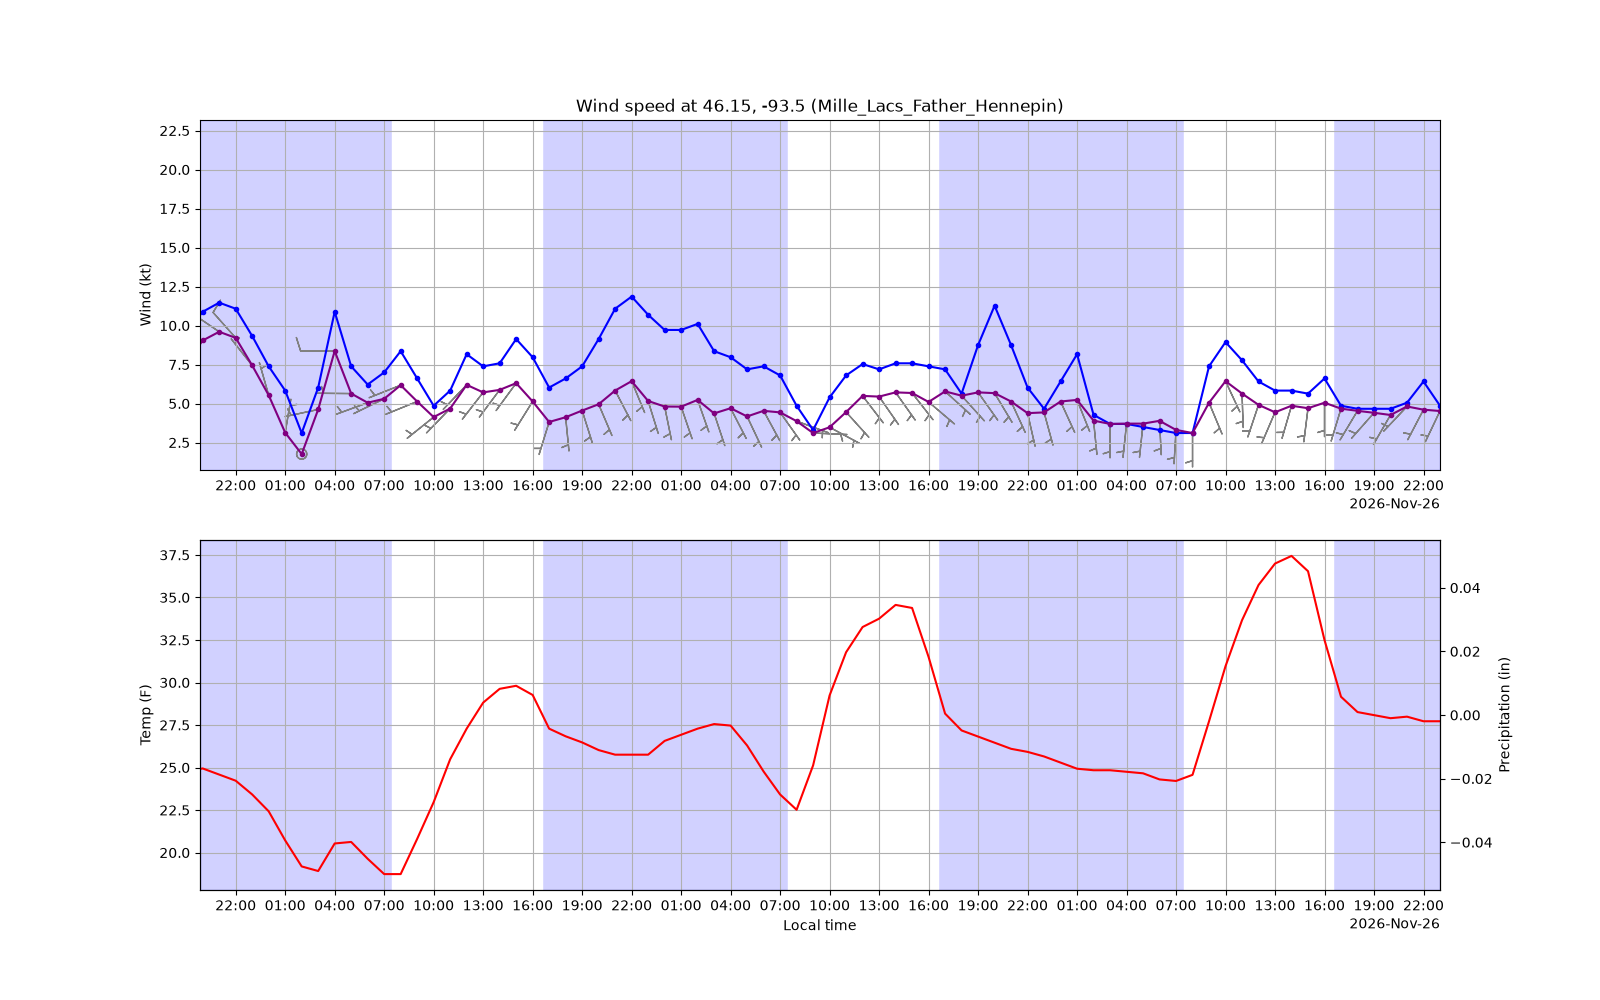 Wind speed at 46.15, -93.5 (Mille_Lacs_Father_Hennepin)
22.5
20.0
17.5
15.0
12.5
10.0
7.5
5.0
2.5
Wind (kt)
22:00 01:00 04:00 07:00 10:00 13:00 16:00 19:00 22:00 01:00 04:00 07:00 10:00 13:00 16:00 19:00 22:00 01:00 04:00 07:00 10:00 13:00 16:00 19:00 22:00
2026-Nov-26
37.5
35.0
32.5
30.0
27.5
25.0
22.5
20.0
Temp (F)
0.04
0.02
0.00
−0.02
−0.04
Precipitation (in)
22:00 01:00 04:00 07:00 10:00 13:00 16:00 19:00 22:00 01:00 04:00 07:00 10:00 13:00 16:00 19:00 22:00 01:00 04:00 07:00 10:00 13:00 16:00 19:00 22:00
Local time
2026-Nov-26